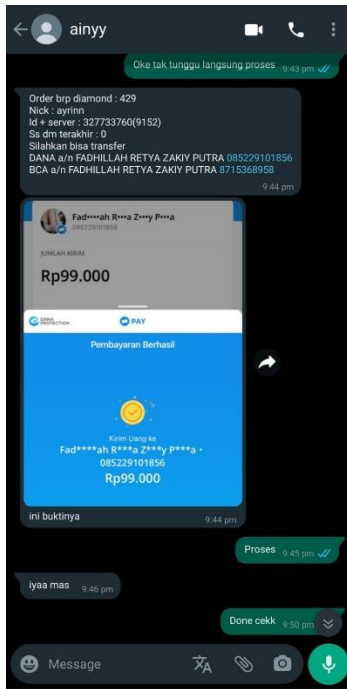 ainyy
Oke tak tunggu langsung proses 9:43 pm
Order brp diamond : 429
Nick : ayrinn
Id + server : 327733760(9152)
Ss dm terakhir : 0
Silahkan bisa transfer
DANA a/n FADHILLAH RETYA ZAKIY PUTRA 085229101856
BCA a/n FADHILLAH RETYA ZAKIY PUTRA 8715368958
9:44 pm
Fad••••ah R•••a Z•••y P•••a
085229101856
JUMLAH KIRIM
Rp99.000
DANA PROTECTION
PAY
Pembayaran Berhasil
Kirim Uang ke
Fad****ah R***a Z***y P***a •
085229101856
Rp99.000
ini buktinya 9:44 pm
Proses 9:45 pm
iyaa mas 9:46 pm
Done cekk 9:50 pm
Message